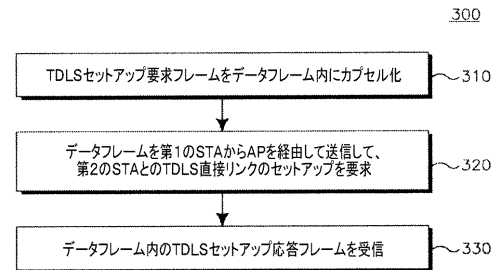 300
TDLSセットアップ要求フレームをデータフレーム内にカプセル化
310
データフレームを第1のSTAからAPを経由して送信して、
第2のSTAとのTDLS直接リンクのセットアップを要求
320
データフレーム内のTDLSセットアップ応答フレームを受信
330